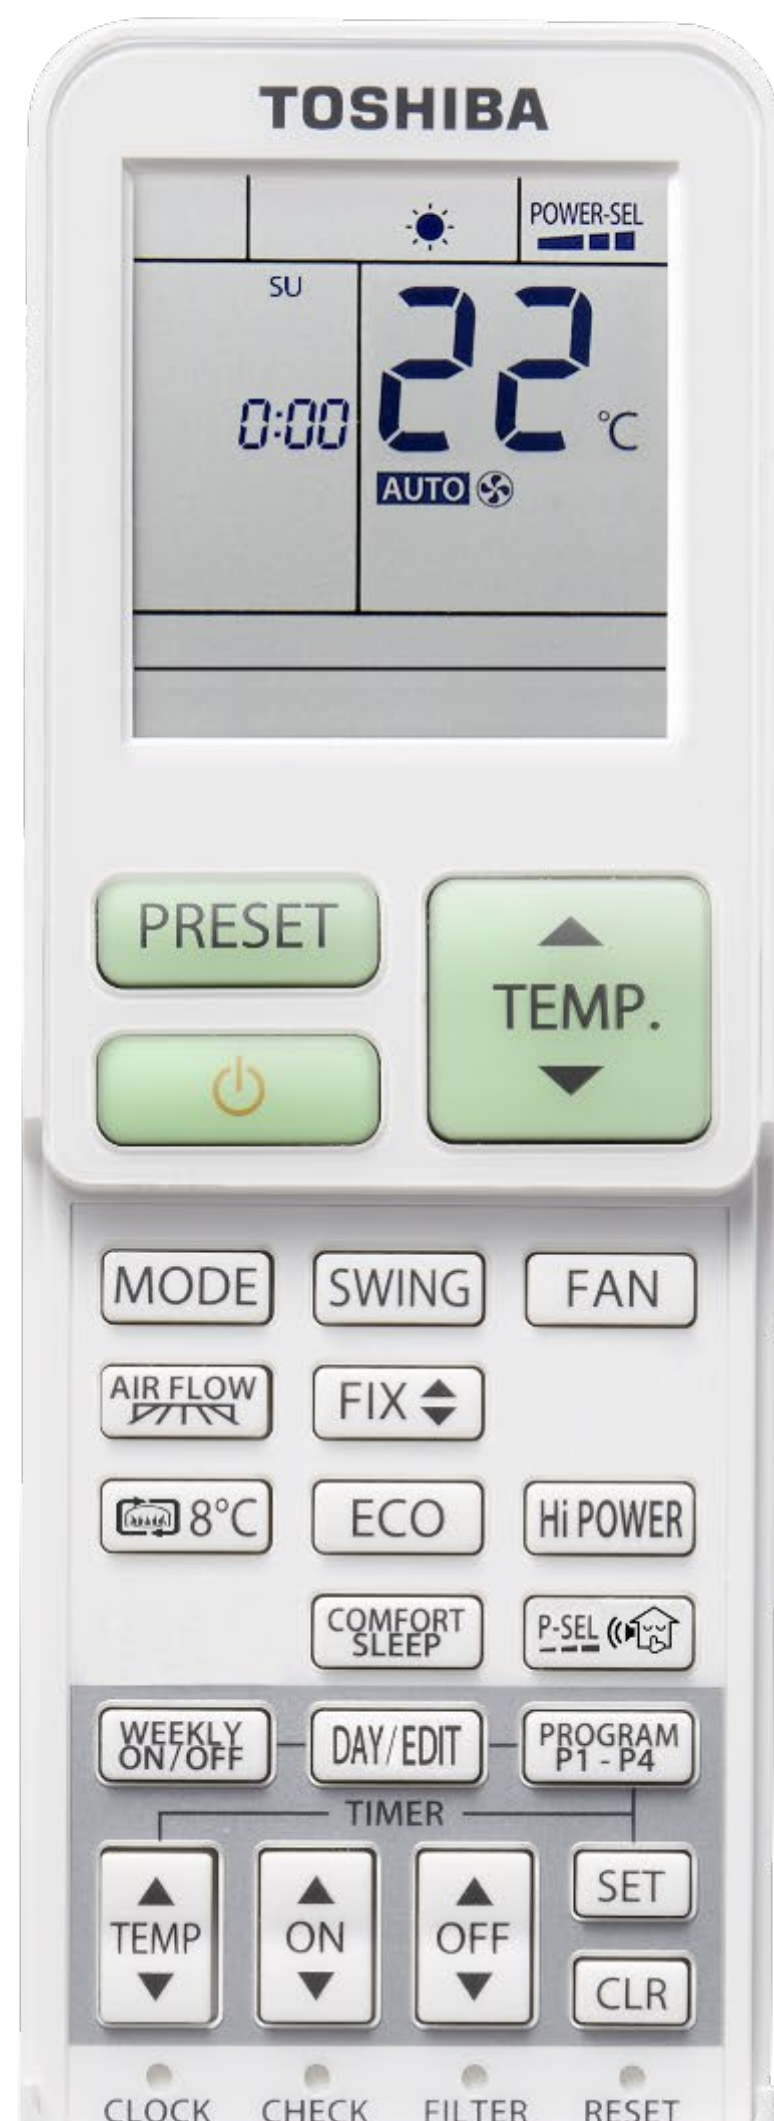 TOSHIBA
POWER-SEL
SU
22
0:00
°C
AUTO
PRESET
TEMP.
MODE SWING FAN
AIR FLOW FIX
8°C ECO Hi POWER
COMFORT
SLEEP
P-SEL
WEEKLY
ON/OFF
DAY/EDIT
PROGRAM
P1 - P4
TIMER
TEMP ON OFF
SET
CLR
CLOCK CHECK FILTER RESET